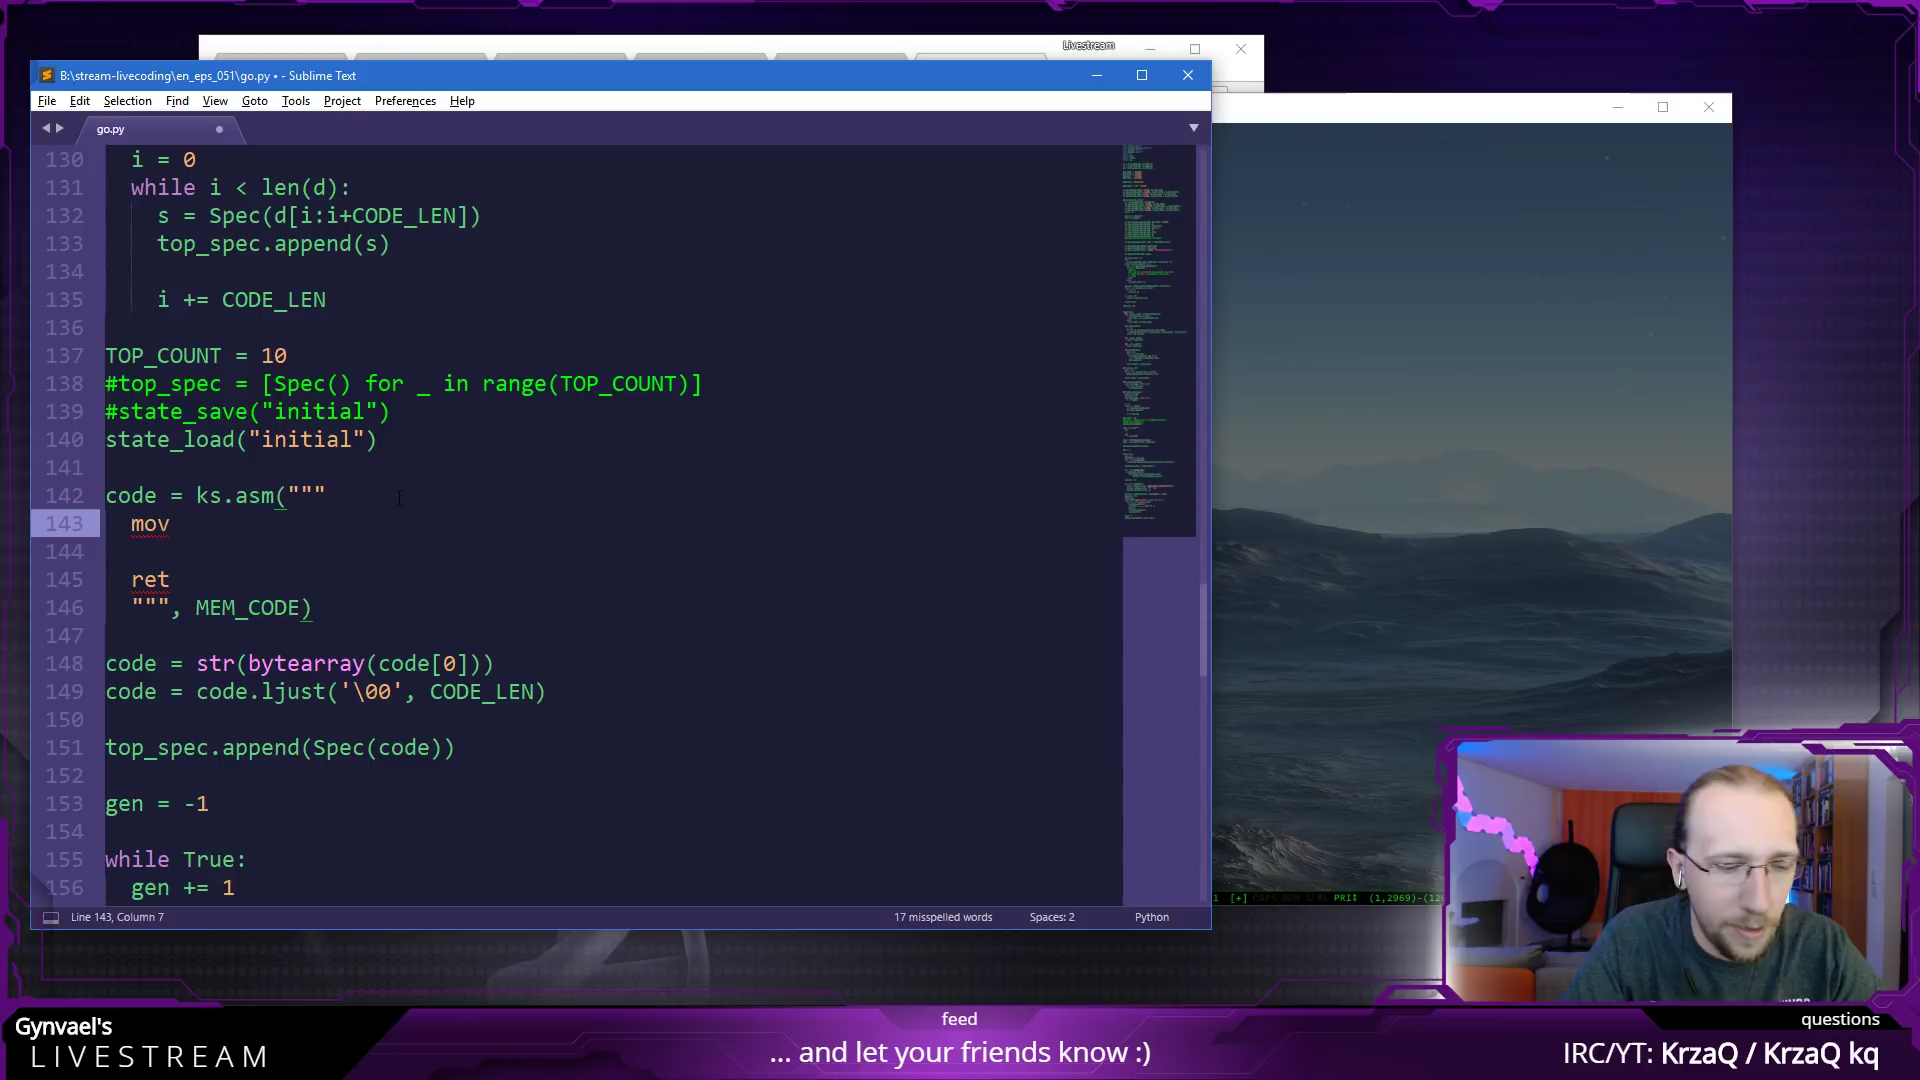 Livestream
B:\stream-livecoding\en_eps_051\go.py • - Sublime Text
File Edit Selection Find View Goto Tools Project Preferences Help
go.py
130 i = 0
131 while i < len(d):
132 s = Spec(d[i:i+CODE_LEN])
133 top_spec.append(s)
134
135 i += CODE_LEN
136
137 TOP_COUNT = 10
138 #top_spec = [Spec() for _ in range(TOP_COUNT)]
139 #state_save("initial")
140 state_load("initial")
141
142 code = ks.asm("""
143 mov
144
145 ret
146 """, MEM_CODE)
147
148 code = str(bytearray(code[0]))
149 code = code.ljust('\00', CODE_LEN)
150
151 top_spec.append(Spec(code))
152
153 gen = -1
154
155 while True:
156 gen += 1
Line 143, Column 7 17 misspelled words Spaces: 2 Python
Gynvael's
LIVESTREAM
feed
... and let your friends know :)
questions
IRC/YT: KrzaQ / KrzaQ kq